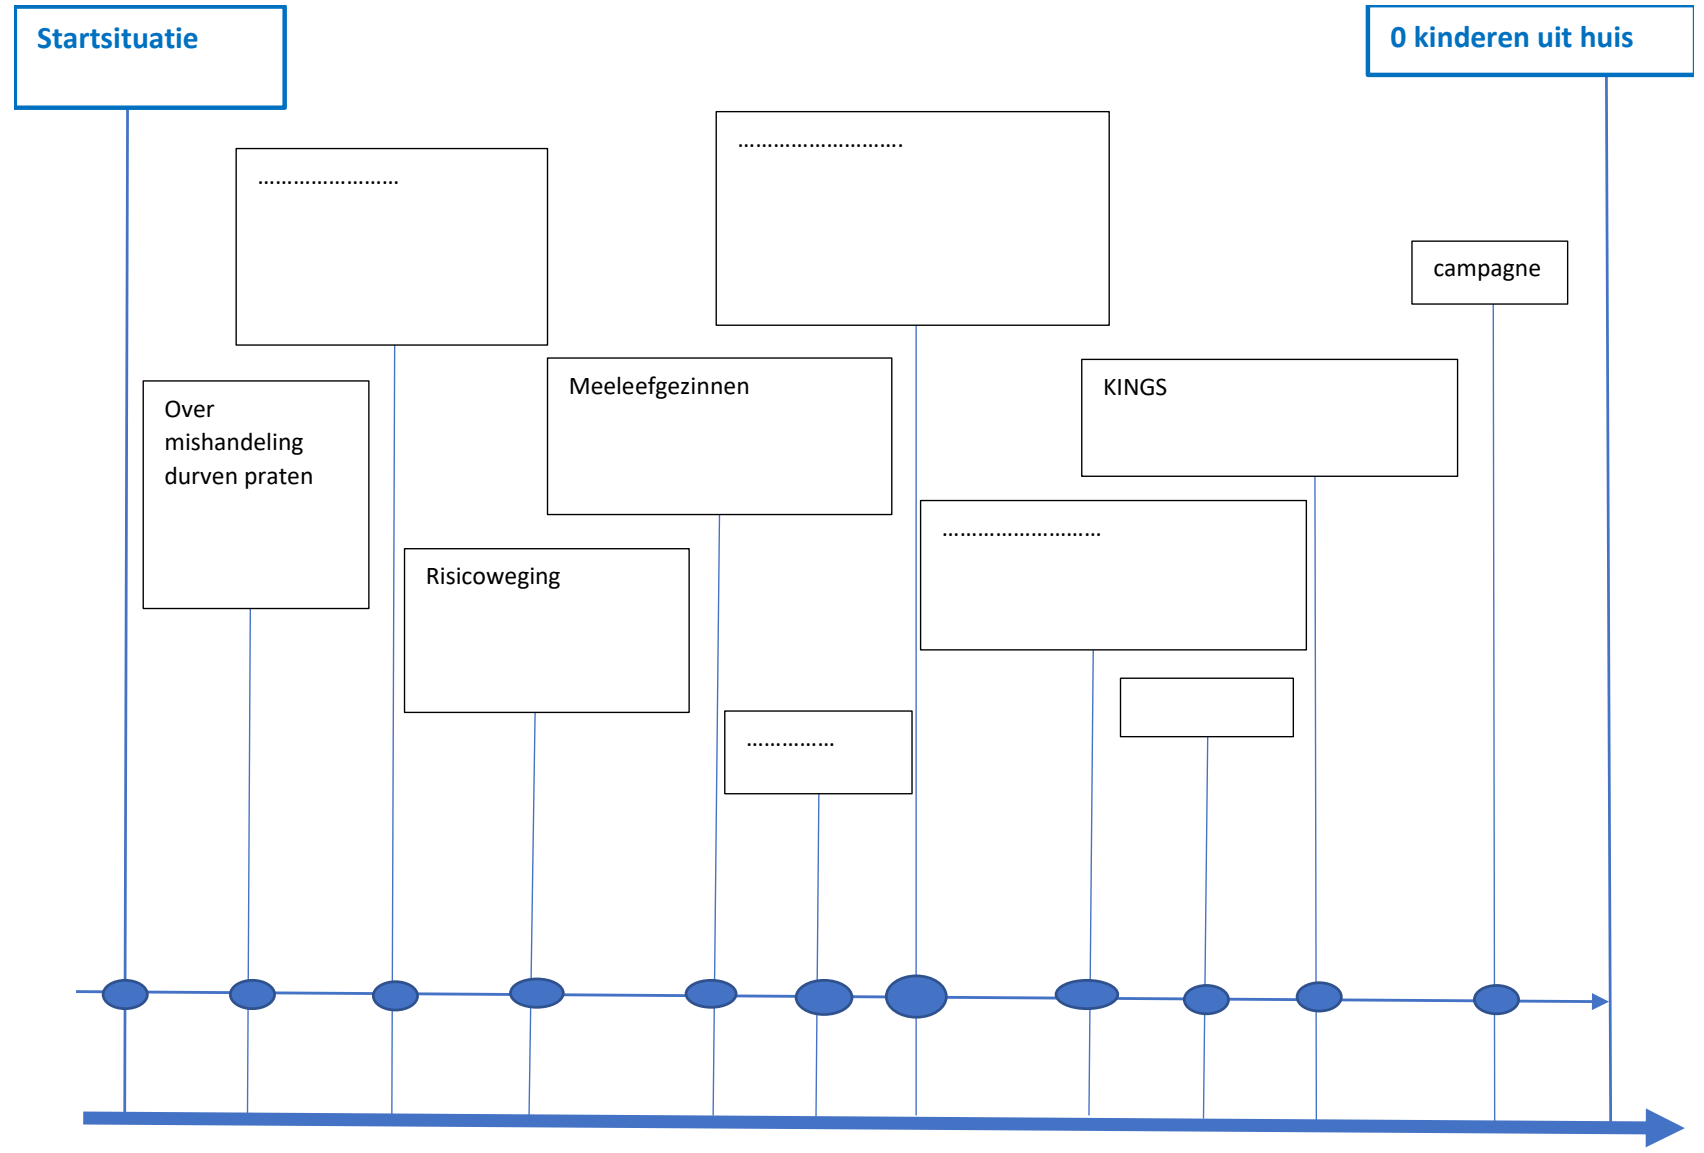 Startsituatie
0 kinderen uit huis
……………………….
……………………
campagne
Meeleefgezinnen
KINGS
Over
mishandeling
durven praten
………………………
Risicoweging
……………